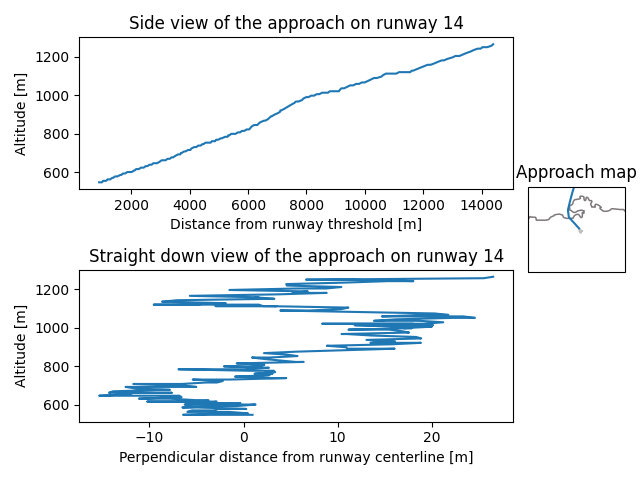 Side view of the approach on runway 14
1200
1000
800
600
Altitude [m]
2000 4000 6000 8000 10000 12000 14000
Distance from runway threshold [m]
Approach map
Straight down view of the approach on runway 14
1200
1000
800
600
Altitude [m]
−10 0 10 20
Perpendicular distance from runway centerline [m]